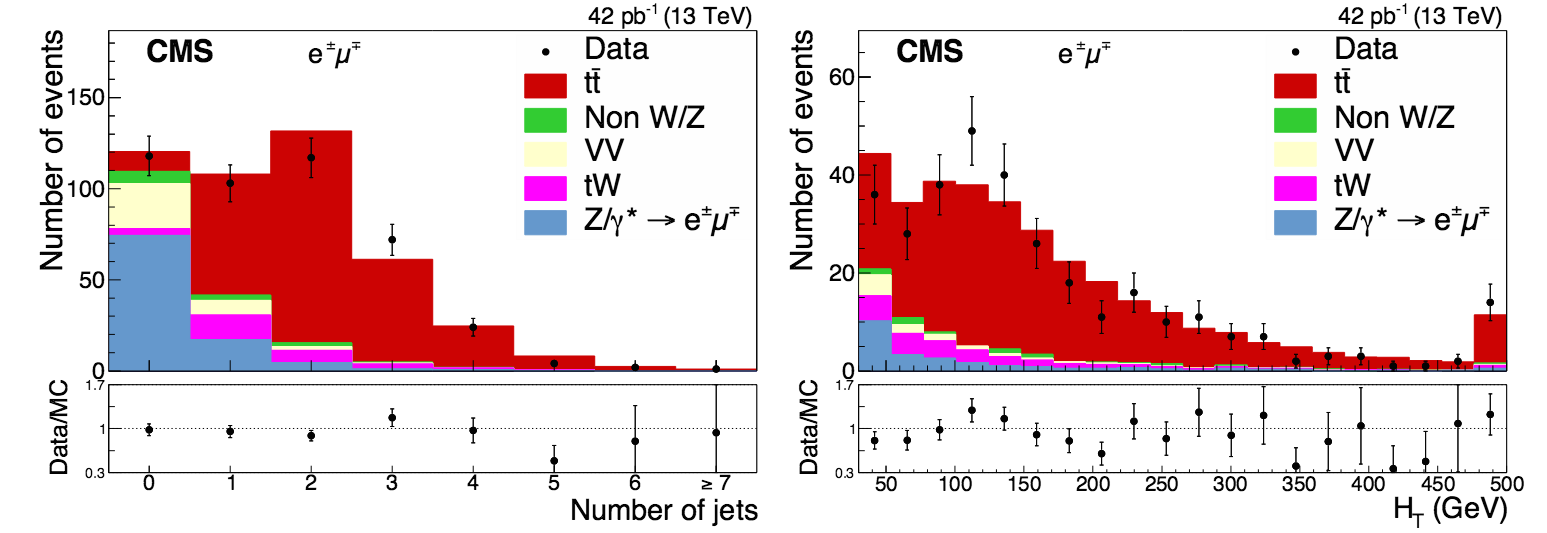 42 pb⁻¹ (13 TeV)
CMS
e±μ∓
Data
tt̄
Non W/Z
VV
tW
Z/γ* → e±μ∓
Number of events
150
100
50
0
Data/MC
1.7
1
0.3
0 1 2 3 4 5 6 ≥ 7
Number of jets
42 pb⁻¹ (13 TeV)
CMS
e±μ∓
Data
tt̄
Non W/Z
VV
tW
Z/γ* → e±μ∓
Number of events
60
40
20
0
Data/MC
1.7
1
0.3
50 100 150 200 250 300 350 400 450 500
H_T (GeV)